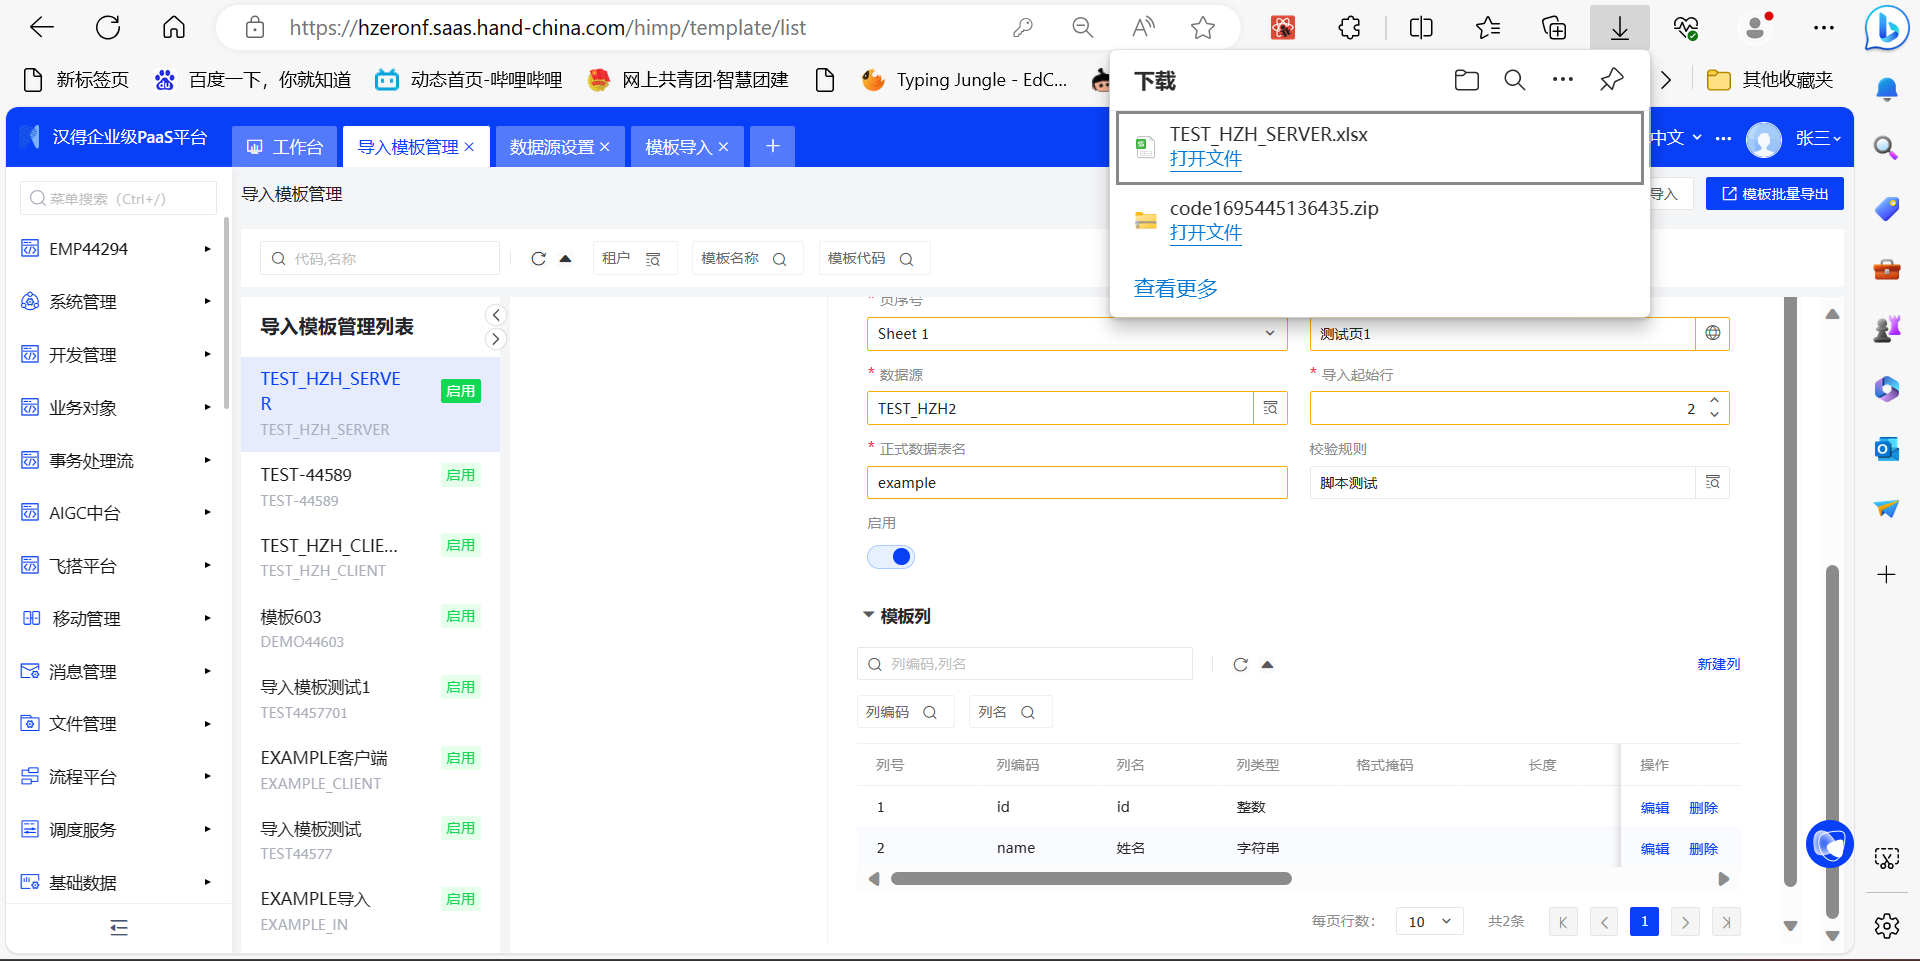 https://hzeronf.saas.hand-china.com/himp/template/list
新标签页
百度一下，你就知道
动态首页-哔哩哔哩
网上共青团·智慧团建
Typing Jungle - EdC...
其他收藏夹
下载
TEST_HZH_SERVER.xlsx
打开文件
code1695445136435.zip
打开文件
查看更多
汉得企业级PaaS平台
工作台
导入模板管理
数据源设置
模板导入
中文
张三
菜单搜索（Ctrl+/）
EMP44294
系统管理
开发管理
业务对象
事务处理流
AIGC中台
飞搭平台
移动管理
消息管理
文件管理
流程平台
调度服务
基础数据
导入模板管理
导入
模板批量导出
代码,名称
租户
模板名称
模板代码
导入模板管理列表
TEST_HZH_SERVE
R
启用
TEST_HZH_SERVER
TEST-44589
启用
TEST-44589
TEST_HZH_CLIE...
启用
TEST_HZH_CLIENT
模板603
启用
DEMO44603
导入模板测试1
启用
TEST4457701
EXAMPLE客户端
启用
EXAMPLE_CLIENT
导入模板测试
启用
TEST44577
EXAMPLE导入
启用
EXAMPLE_IN
* 页序号
Sheet 1
测试页1
* 数据源
TEST_HZH2
* 导入起始行
2
* 正式数据表名
example
校验规则
脚本测试
启用
模板列
列编码,列名
新建列
列编码
列名
列号 列编码 列名 列类型 格式掩码 长度 操作
1 id id 整数 编辑 删除
2 name 姓名 字符串 编辑 删除
每页行数：
10
共2条
1